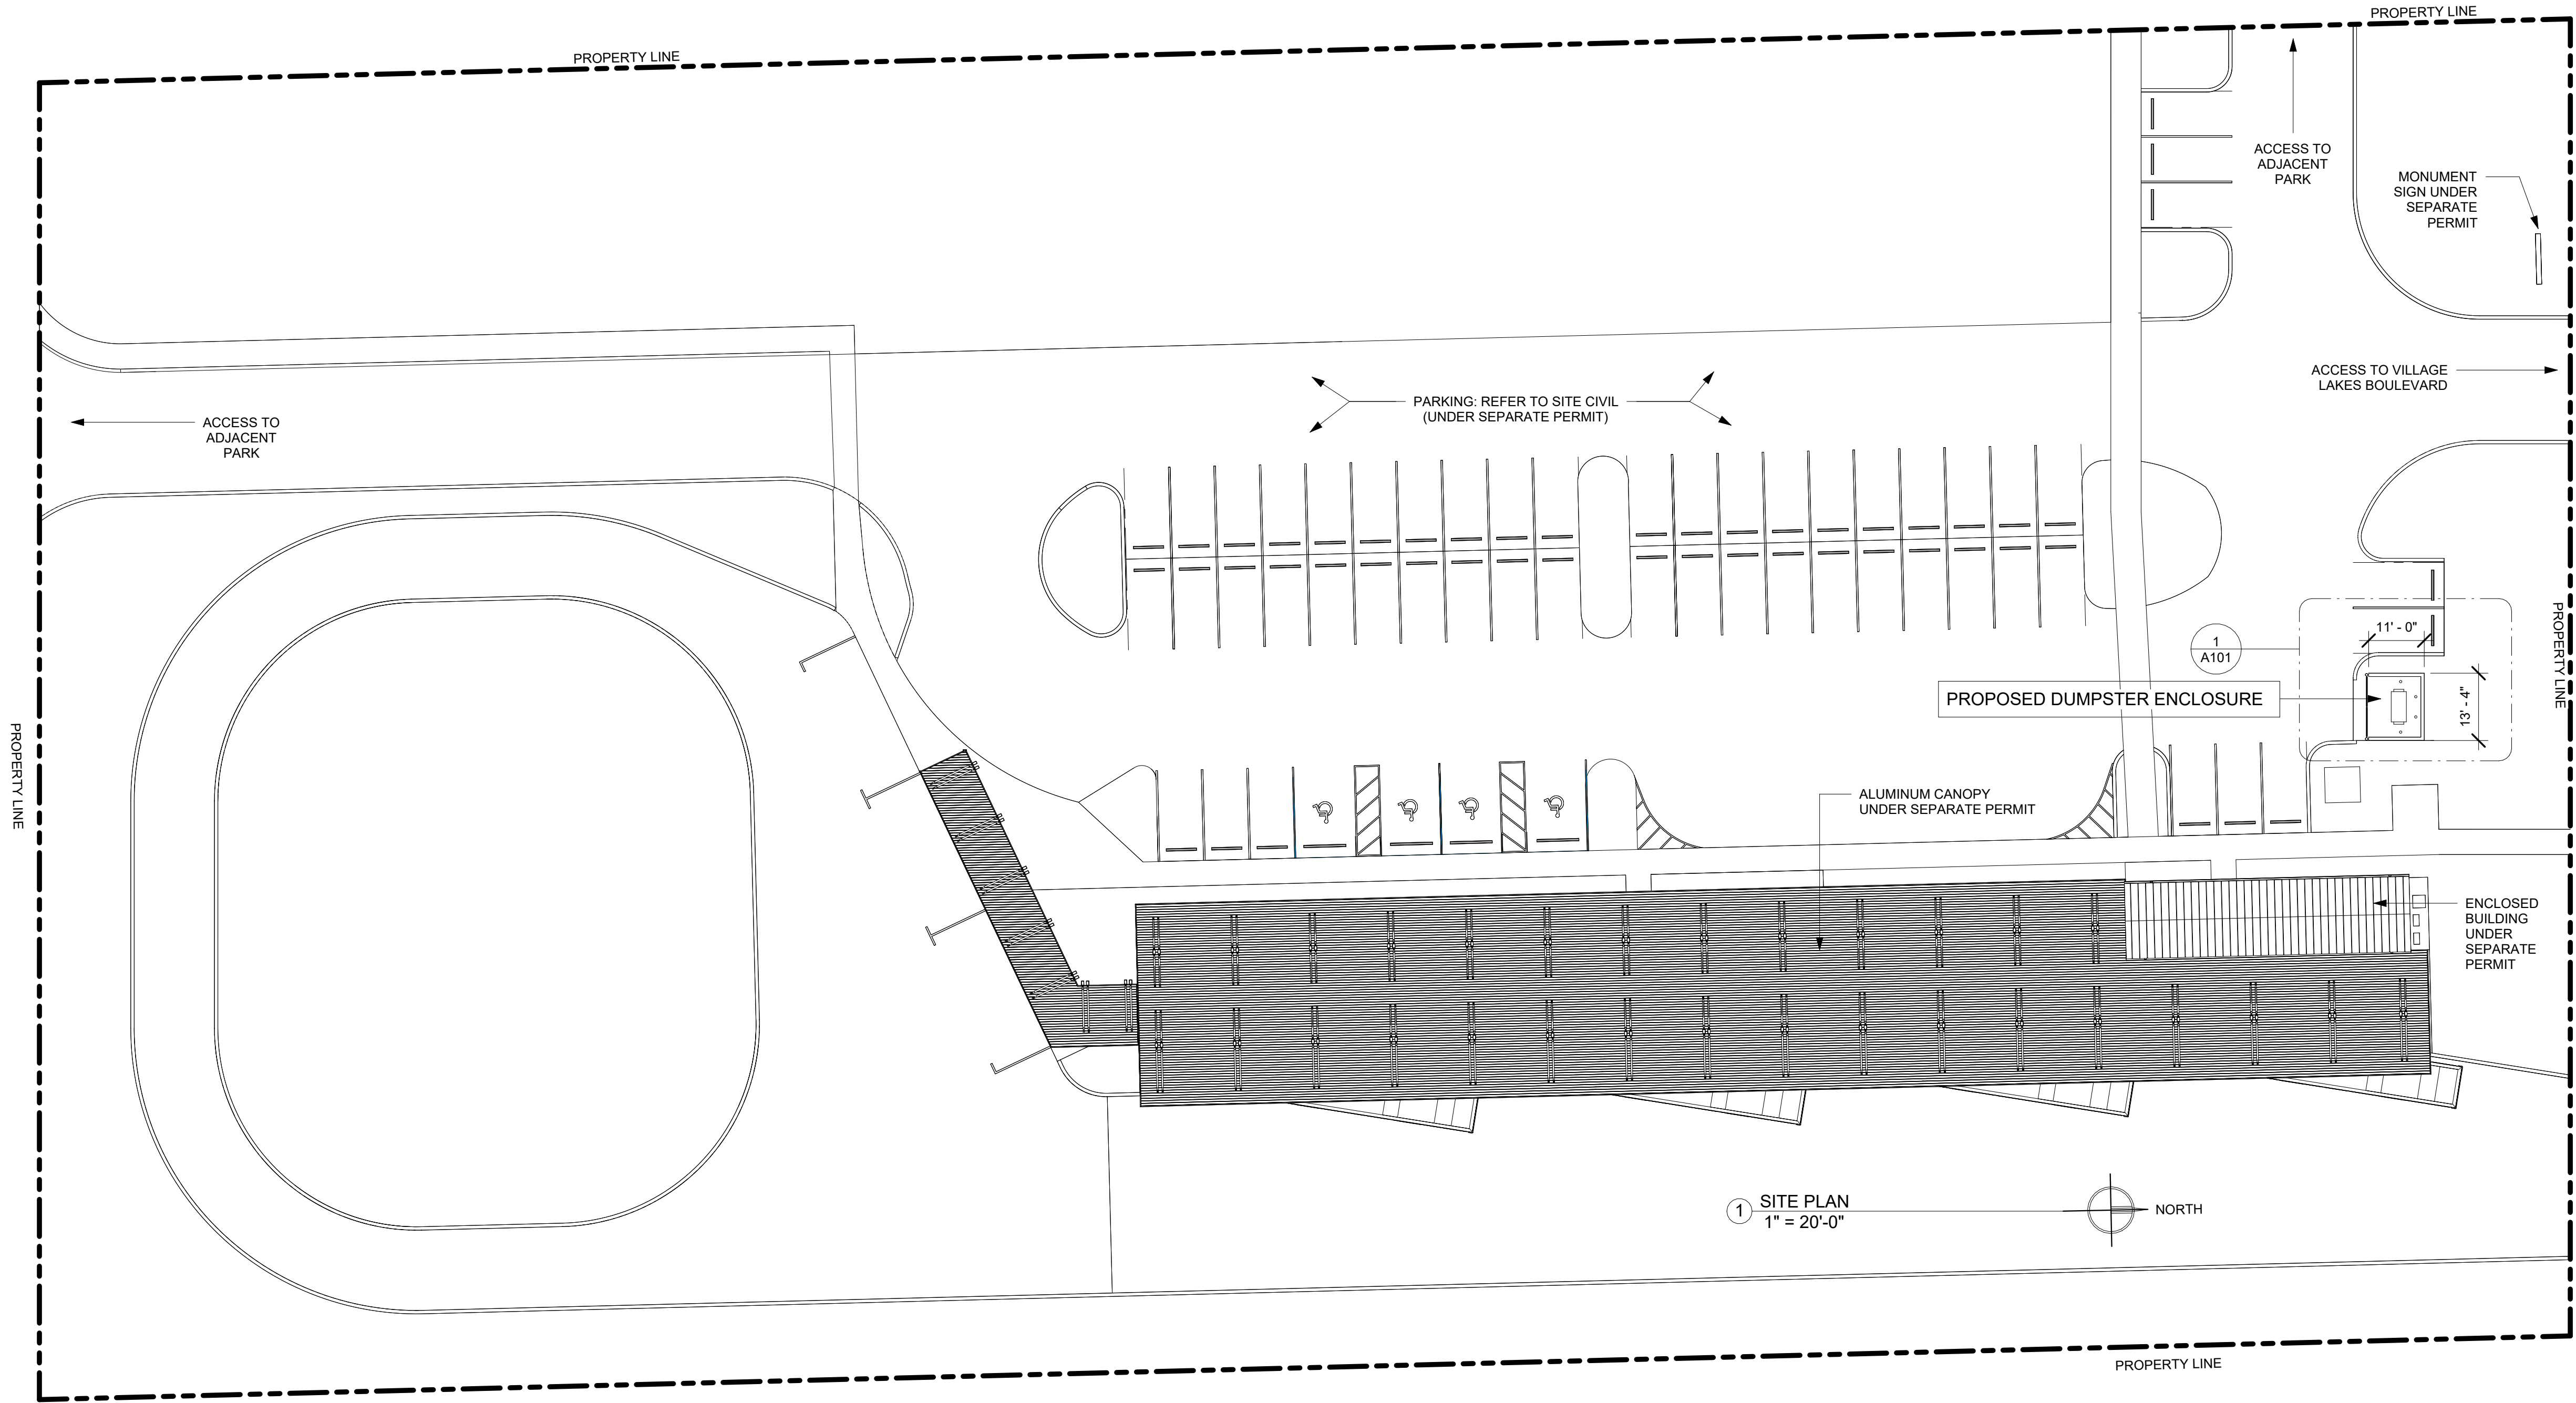 PROPERTY LINE
PROPERTY LINE
ACCESS TO
ADJACENT
PARK
MONUMENT
SIGN UNDER
SEPARATE
PERMIT
ACCESS TO VILLAGE
LAKES BOULEVARD
PARKING: REFER TO SITE CIVIL
(UNDER SEPARATE PERMIT)
ACCESS TO
ADJACENT
PARK
11' - 0"
1
A101
PROPERTY LINE
PROPOSED DUMPSTER ENCLOSURE
13' - 4"
PROPERTY LINE
ALUMINUM CANOPY
UNDER SEPARATE PERMIT
ENCLOSED
BUILDING
UNDER
SEPARATE
PERMIT
1 SITE PLAN
1" = 20'-0"
NORTH
PROPERTY LINE